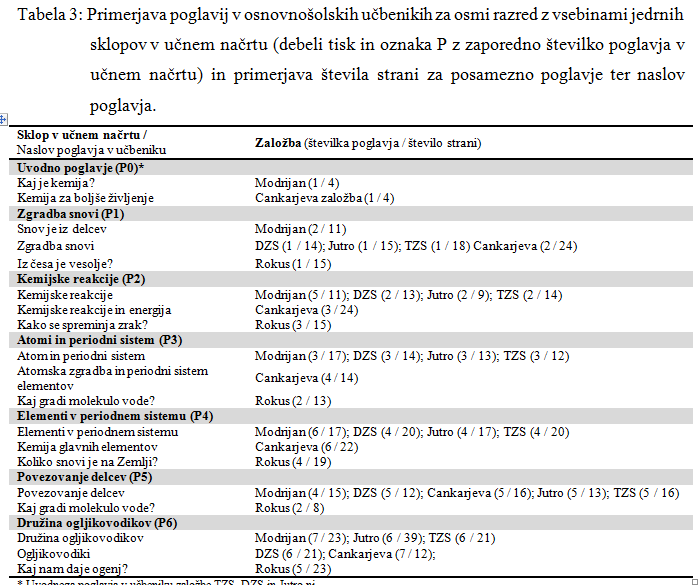 Tabela 3: Primerjava poglavij v osnovnošolskih učbenikih za osmi razred z vsebinami jedrnih
sklopov v učnem načrtu (debeli tisk in oznaka P z zaporedno številko poglavja v
učnem načrtu) in primerjava števila strani za posamezno poglavje ter naslov
poglavja.
Sklop v učnem načrtu /
Naslov poglavja v učbeniku Založba (številka poglavja / število strani)
Uvodno poglavje (P0)*
Kaj je kemija? Modrijan (1 / 4)
Kemija za boljše življenje Cankarjeva založba (1 / 4)
Zgradba snovi (P1)
Snov je iz delcev Modrijan (2 / 11)
Zgradba snovi DZS (1 / 14); Jutro (1 / 15); TZS (1 / 18) Cankarjeva (2 / 24)
Iz česa je vesolje? Rokus (1 / 15)
Kemijske reakcije (P2)
Kemijske reakcije Modrijan (5 / 11); DZS (2 / 13); Jutro (2 / 9); TZS (2 / 14)
Kemijske reakcije in energija Cankarjeva (3 / 24)
Kako se spreminja zrak? Rokus (3 / 15)
Atomi in periodni sistem (P3)
Atom in periodni sistem Modrijan (3 / 17); DZS (3 / 14); Jutro (3 / 13); TZS (3 / 12)
Atomska zgradba in periodni sistem
elementov Cankarjeva (4 / 14)
Kaj gradi molekulo vode? Rokus (2 / 13)
Elementi v periodnem sistemu (P4)
Elementi v periodnem sistemu Modrijan (6 / 17); DZS (4 / 20); Jutro (4 / 17); TZS (4 / 20)
Kemija glavnih elementov Cankarjeva (6 / 22)
Koliko snovi je na Zemlji? Rokus (4 / 19)
Povezovanje delcev (P5)
Povezovanje delcev Modrijan (4 / 15); DZS (5 / 12); Cankarjeva (5 / 16); Jutro (5 / 13); TZS (5 / 16)
Kaj gradi molekulo vode? Rokus (2 / 8)
Družina ogljikovodikov (P6)
Družina ogljikovodikov Modrijan (7 / 23); Jutro (6 / 39); TZS (6 / 21)
Ogljikovodiki DZS (6 / 21); Cankarjeva (7 / 12);
Kaj nam daje ogenj? Rokus (5 / 23)
* Uvodnega poglavja v učbeniku založbe TZS, DZS in Jutro ni.